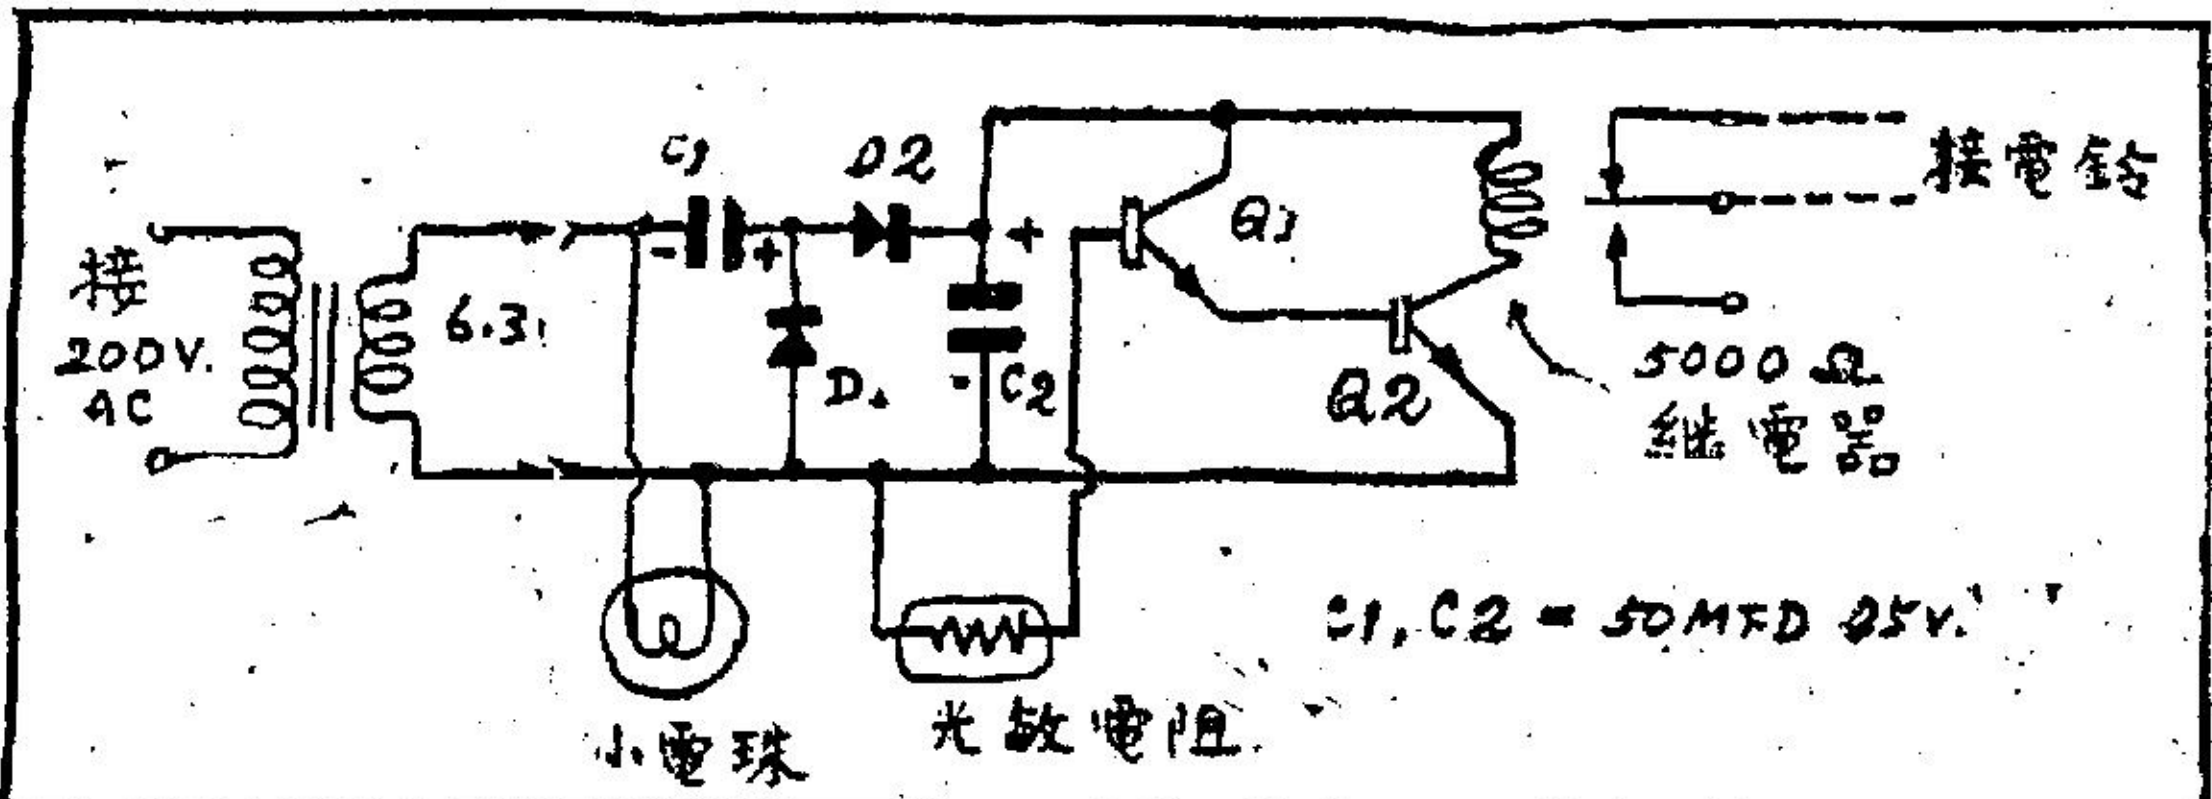 接
200V.
AC
6.3
C1
D2
-
+
D1
+
-
C2
Q1
Q2
接電鈴
5000Ω
継電器
小電珠
光敏電阻
C1, C2 = 50MFD 25V.